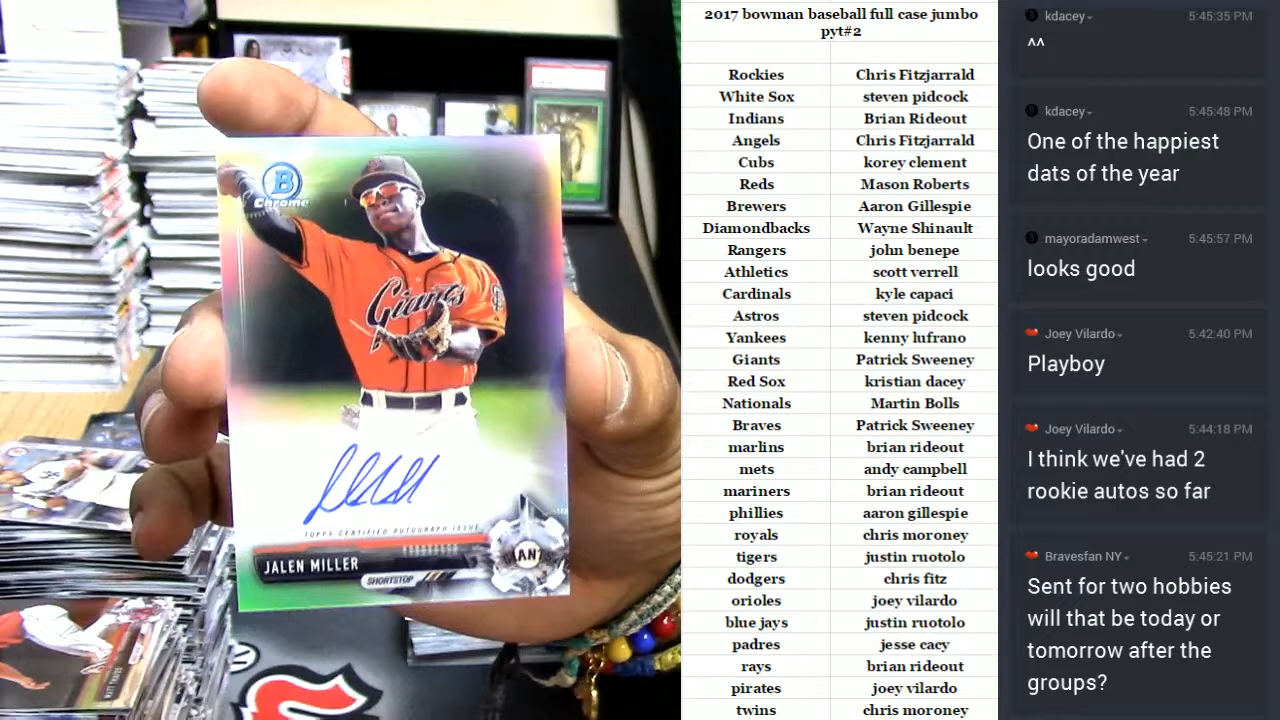 B
Chrome
Giants
TOPPS CERTIFIED AUTOGRAPH ISSUE
GIANTS
JALEN MILLER
SHORTSTOP
2017 bowman baseball full case jumbo
pyt#2
Rockies Chris Fitzjarrald
White Sox steven pidcock
Indians Brian Rideout
Angels Chris Fitzjarrald
Cubs korey clement
Reds Mason Roberts
Brewers Aaron Gillespie
Diamondbacks Wayne Shinault
Rangers john benepe
Athletics scott verrell
Cardinals kyle capaci
Astros steven pidcock
Yankees kenny lufrano
Giants Patrick Sweeney
Red Sox kristian dacey
Nationals Martin Bolls
Braves Patrick Sweeney
marlins brian rideout
mets andy campbell
mariners brian rideout
phillies aaron gillespie
royals chris moroney
tigers justin ruotolo
dodgers chris fitz
orioles joey vilardo
blue jays justin ruotolo
padres jesse cacy
rays brian rideout
pirates joey vilardo
twins chris moroney
kdacey 5:45:35 PM
^^
kdacey 5:45:48 PM
One of the happiest
dats of the year
mayoradamwest 5:45:57 PM
looks good
Joey Vilardo 5:42:40 PM
Playboy
Joey Vilardo 5:44:18 PM
I think we've had 2
rookie autos so far
Bravesfan NY 5:45:21 PM
Sent for two hobbies
will that be today or
tomorrow after the
groups?